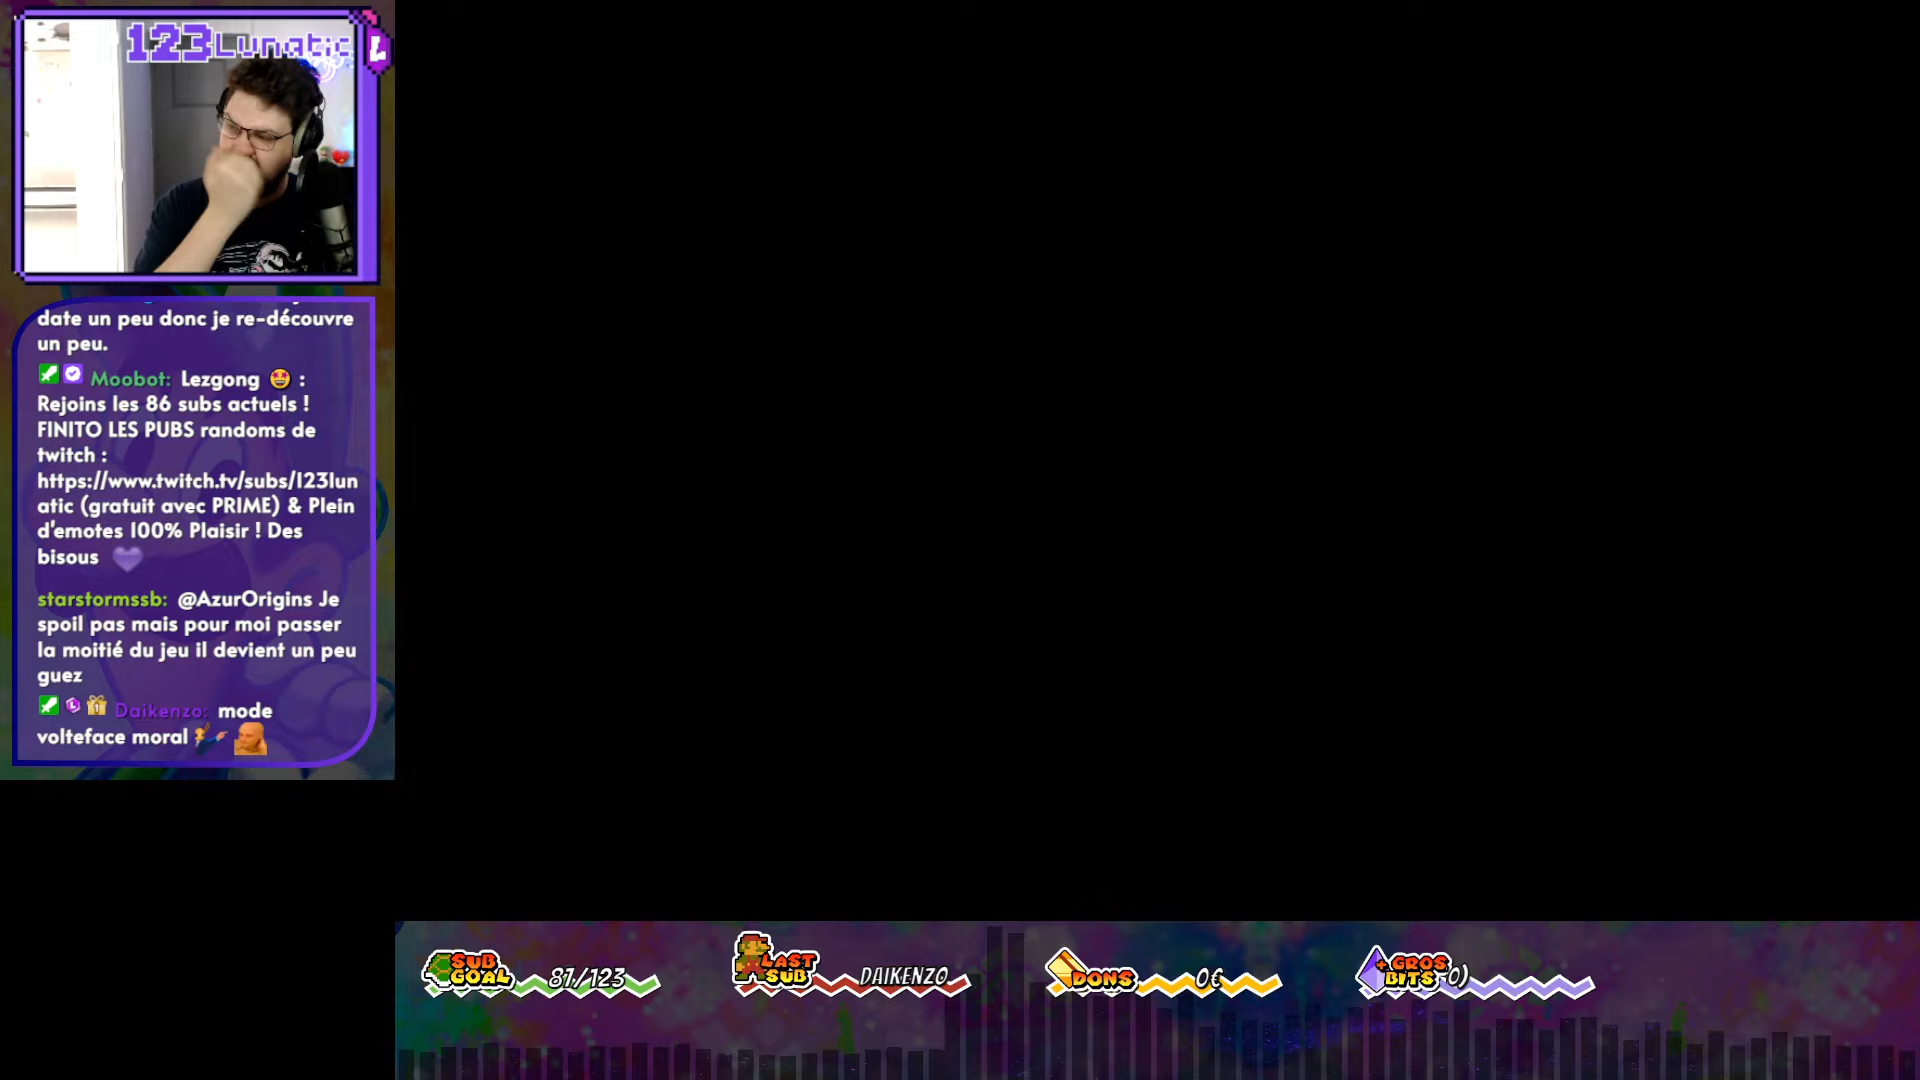 123Lunatic
L
date un peu donc je re-découvre
un peu.
Moobot: Lezgong :
Rejoins les 86 subs actuels !
FINITO LES PUBS randoms de
twitch :
https://www.twitch.tv/subs/123lun
atic (gratuit avec PRIME) & Plein
d'emotes 100% Plaisir ! Des
bisous
starstormssb: @AzurOrigins Je
spoil pas mais pour moi passer
la moitié du jeu il devient un peu
guez
Daikenzo: mode
volteface moral
SUB
GOAL 87/123
LAST
SUB DAIKENZO
DONS 0€
+GROS
BITS 0)